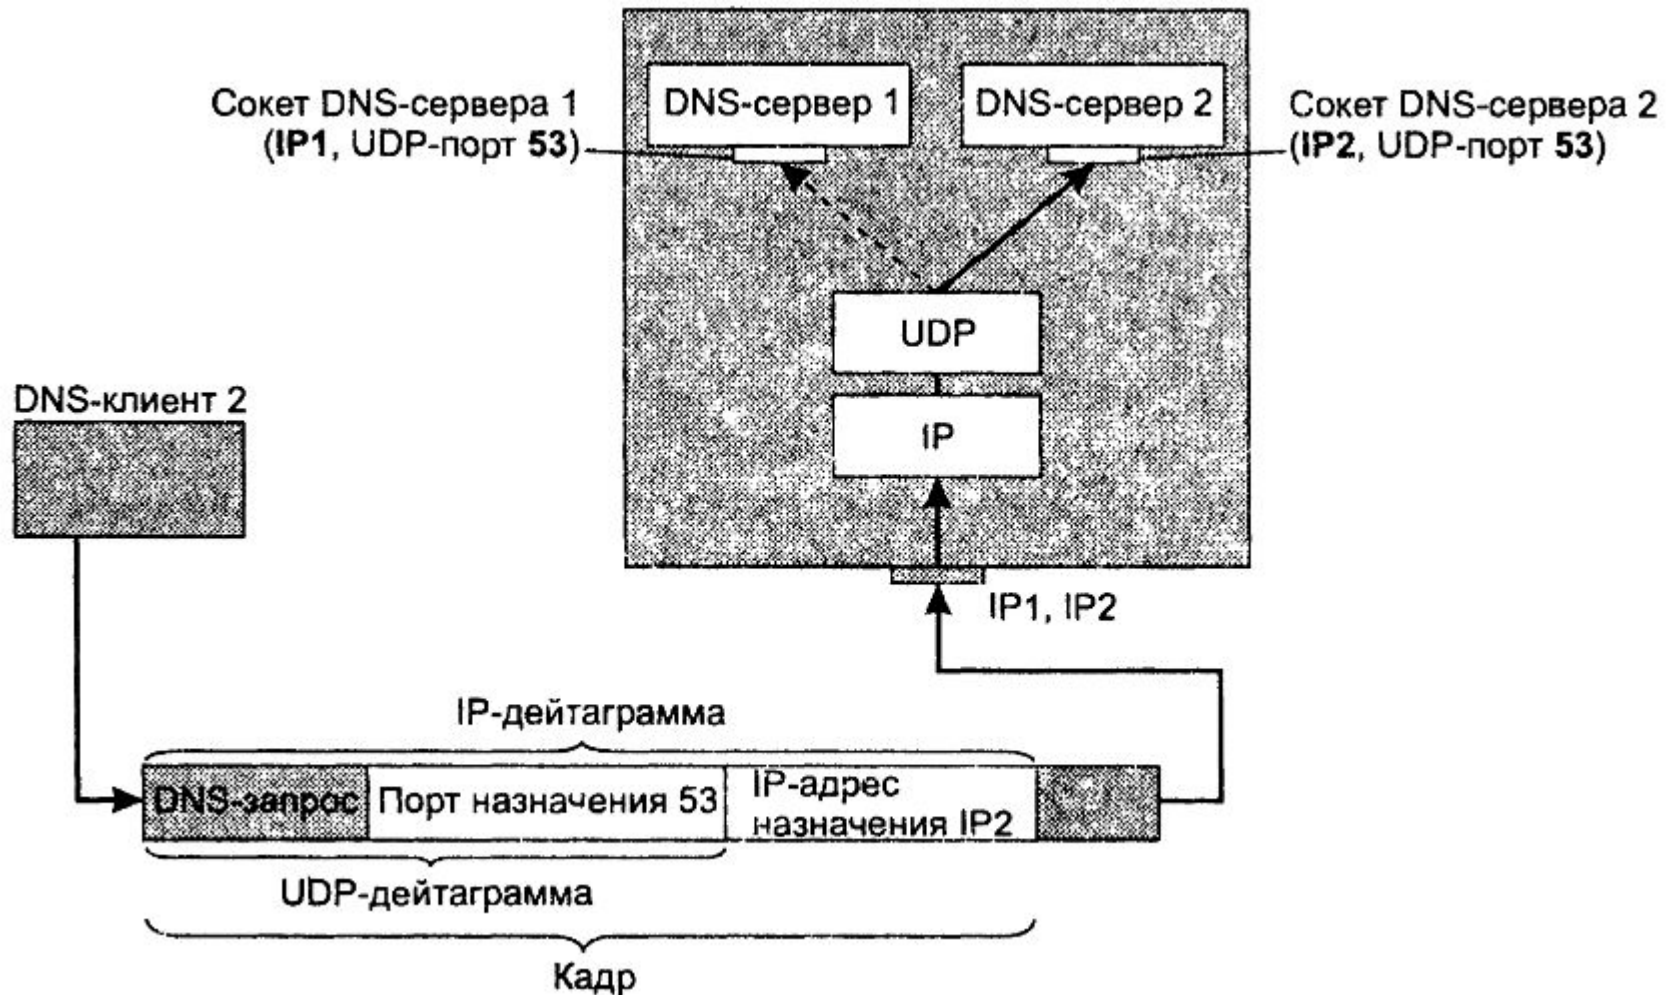 DNS-сервер 1
DNS-сервер 2
Сокет DNS-сервера 1
(IP1, UDP-порт 53)
Сокет DNS-сервера 2
(IP2, UDP-порт 53)
UDP
IP
DNS-клиент 2
IP1, IP2
IP-дейтаграмма
DNS-запрос
Порт назначения 53
IP-адрес
назначения IP2
UDP-дейтаграмма
Кадр